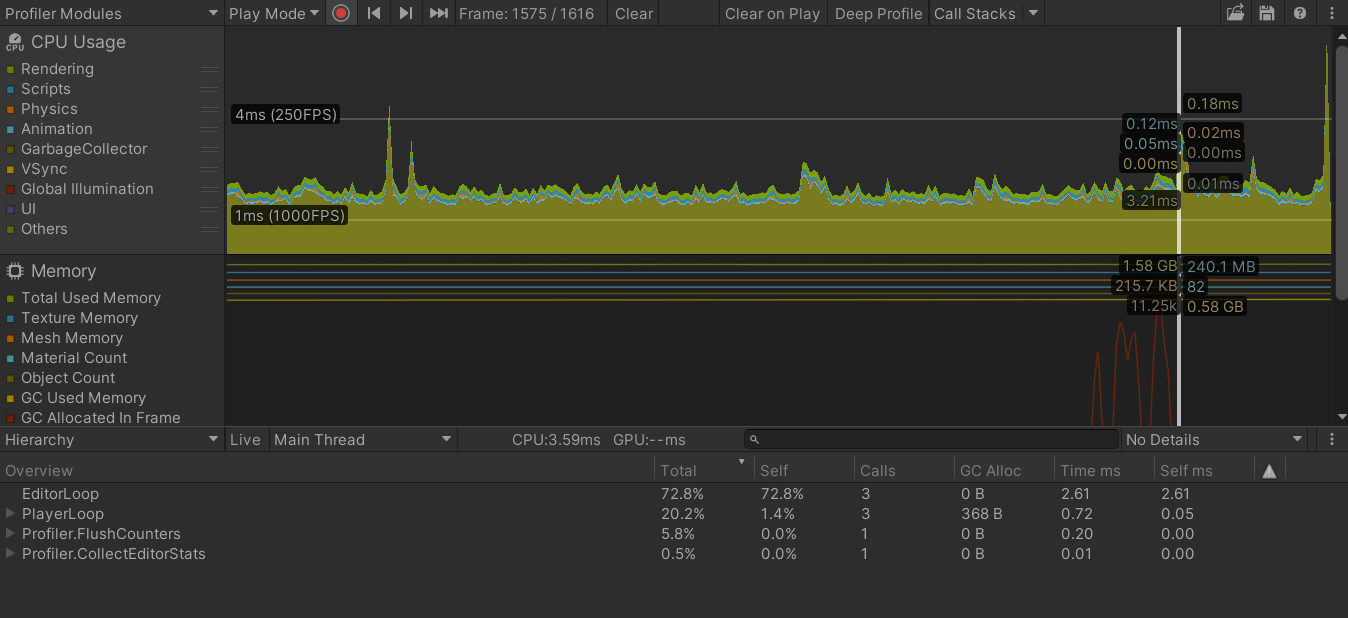 Profiler Modules Play Mode Frame: 1575 / 1616 Clear Clear on Play Deep Profile Call Stacks
CPU CPU Usage
Rendering
Scripts
Physics
Animation
GarbageCollector
VSync
Global Illumination
UI
Others
4ms (250FPS)
1ms (1000FPS)
0.18ms
0.12ms
0.02ms
0.05ms
0.00ms
0.00ms
0.01ms
3.21ms
Memory
Total Used Memory
Texture Memory
Mesh Memory
Material Count
Object Count
GC Used Memory
GC Allocated In Frame
1.58 GB 240.1 MB
215.7 KB 82
11.25k 0.58 GB
Hierarchy Live Main Thread CPU:3.59ms GPU:--ms No Details
Overview Total Self Calls GC Alloc Time ms Self ms
EditorLoop 72.8% 72.8% 3 0 B 2.61 2.61
PlayerLoop 20.2% 1.4% 3 368 B 0.72 0.05
Profiler.FlushCounters 5.8% 0.0% 1 0 B 0.20 0.00
Profiler.CollectEditorStats 0.5% 0.0% 1 0 B 0.01 0.00